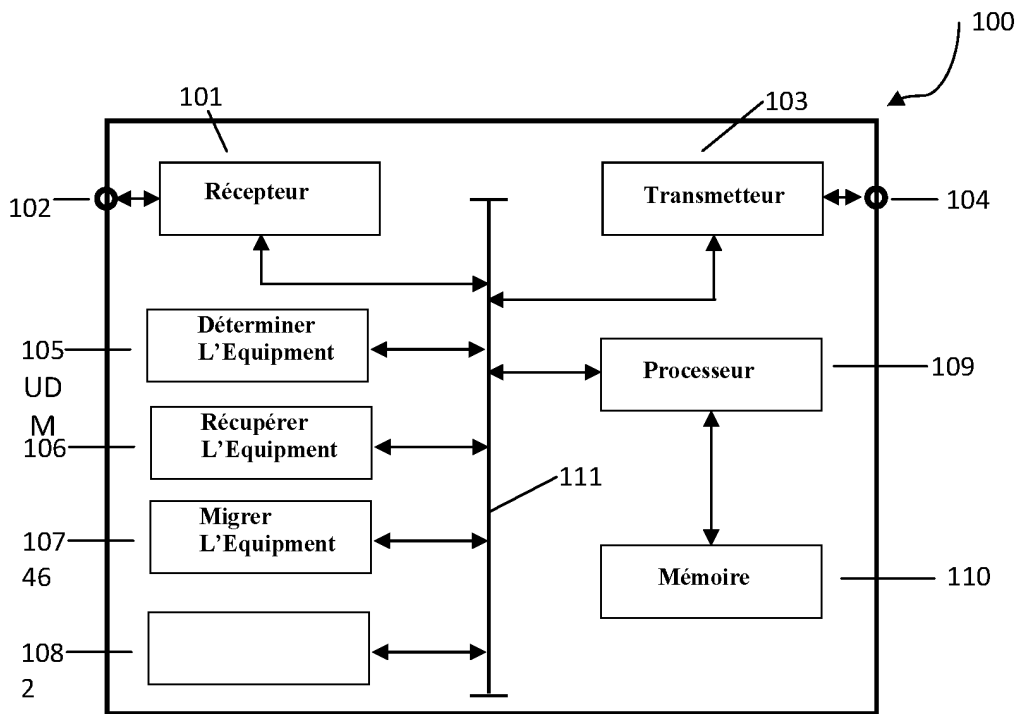 100
101
103
Récepteur
Transmetteur
102
104
Déterminer
L’Equipment
105
UD
M
Processeur
109
Récupérer
L’Equipment
106
111
Migrer
L’Equipment
107
46
Mémoire
110
108
2